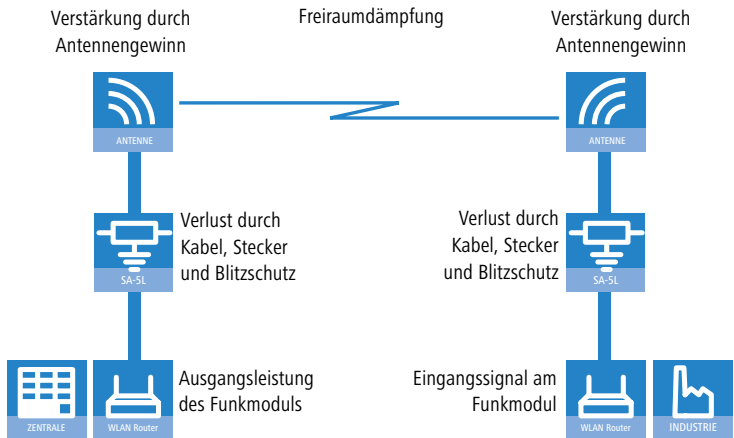 Verstärkung durch
Antennengewinn
Freiraumdämpfung
Verstärkung durch
Antennengewinn
ANTENNE
ANTENNE
Verlust durch
Kabel, Stecker
und Blitzschutz
SA-5L
Verlust durch
Kabel, Stecker
und Blitzschutz
SA-5L
Ausgangsleistung
des Funkmoduls
ZENTRALE
WLAN Router
Eingangssignal am
Funkmodul
WLAN Router
INDUSTRIE